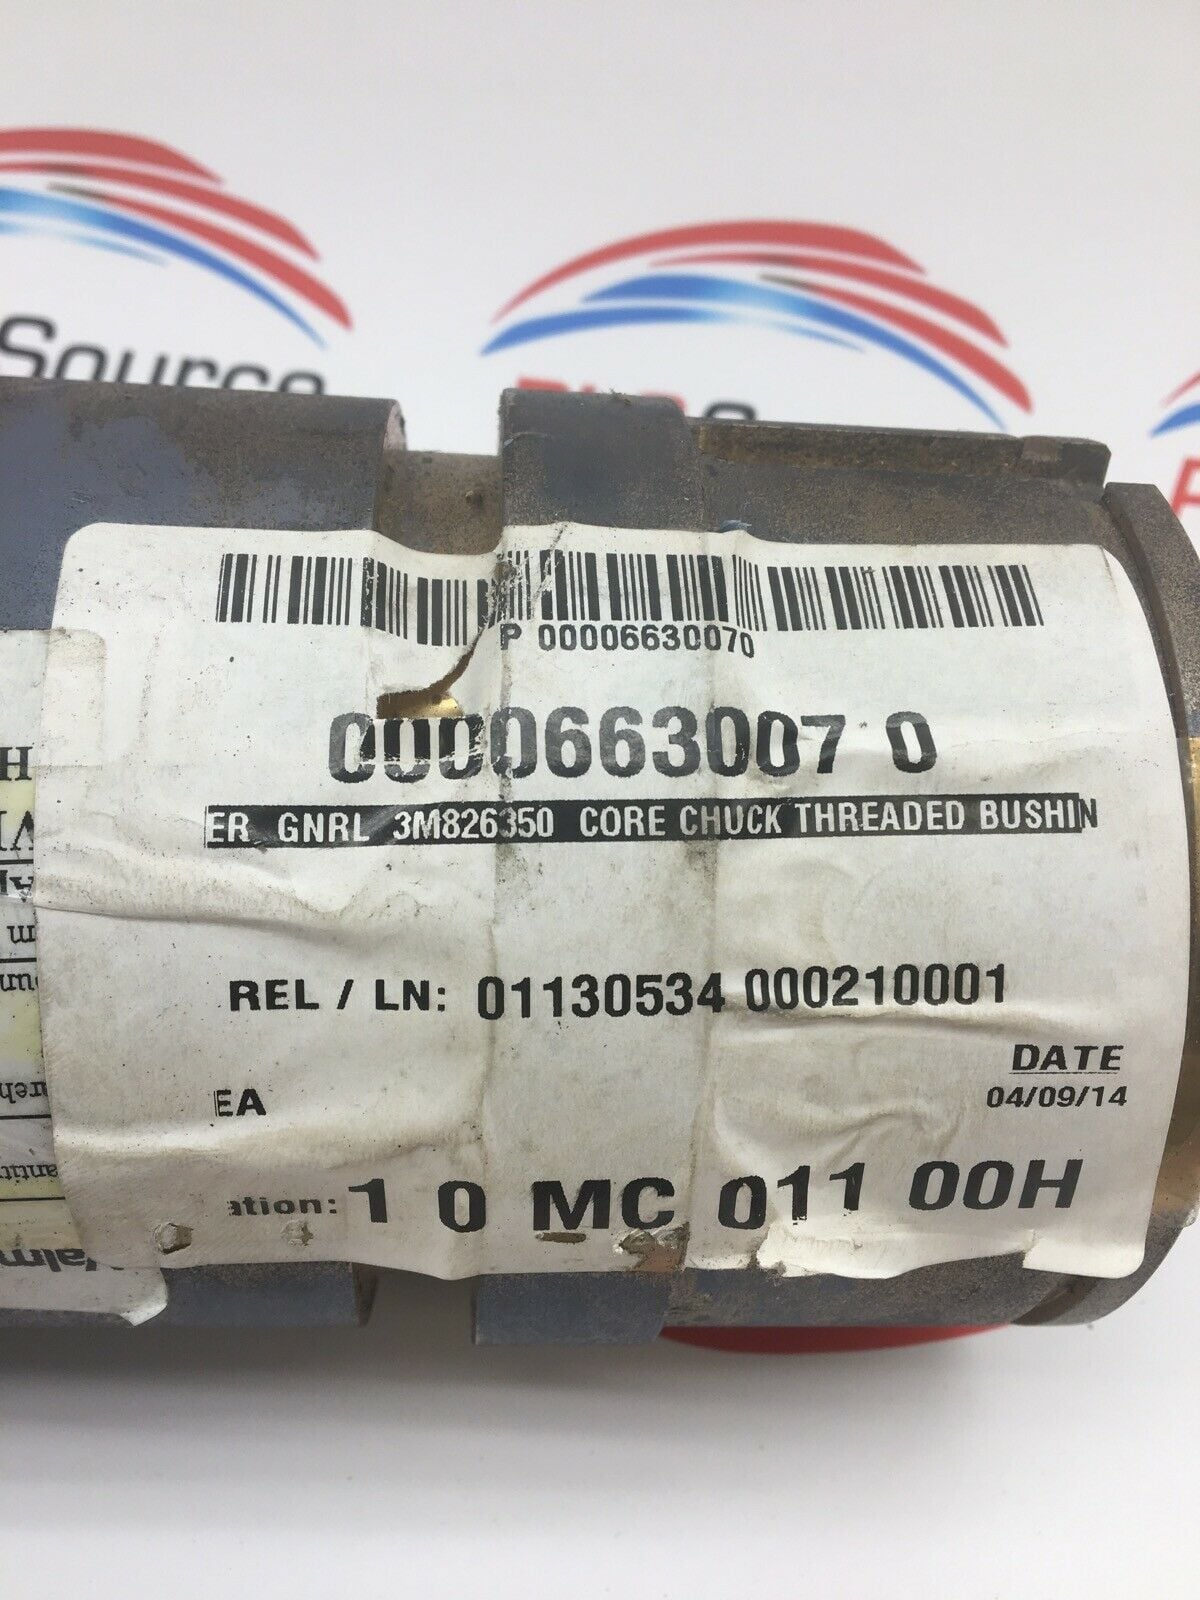 Source
P 00006630070
0000663007 0
ER GNRL 3M826350 CORE CHUCK THREADED BUSHIN
REL / LN: 01130534 000210001
DATE
04/09/14
EA
ation: 1 0 MC 011 00H
Valm